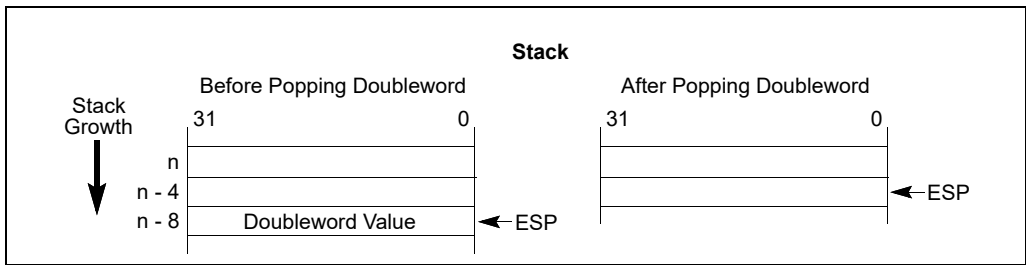 Stack
Before Popping Doubleword
After Popping Doubleword
Stack
Growth
31 0
31 0
n
n - 4
ESP
n - 8 Doubleword Value ESP